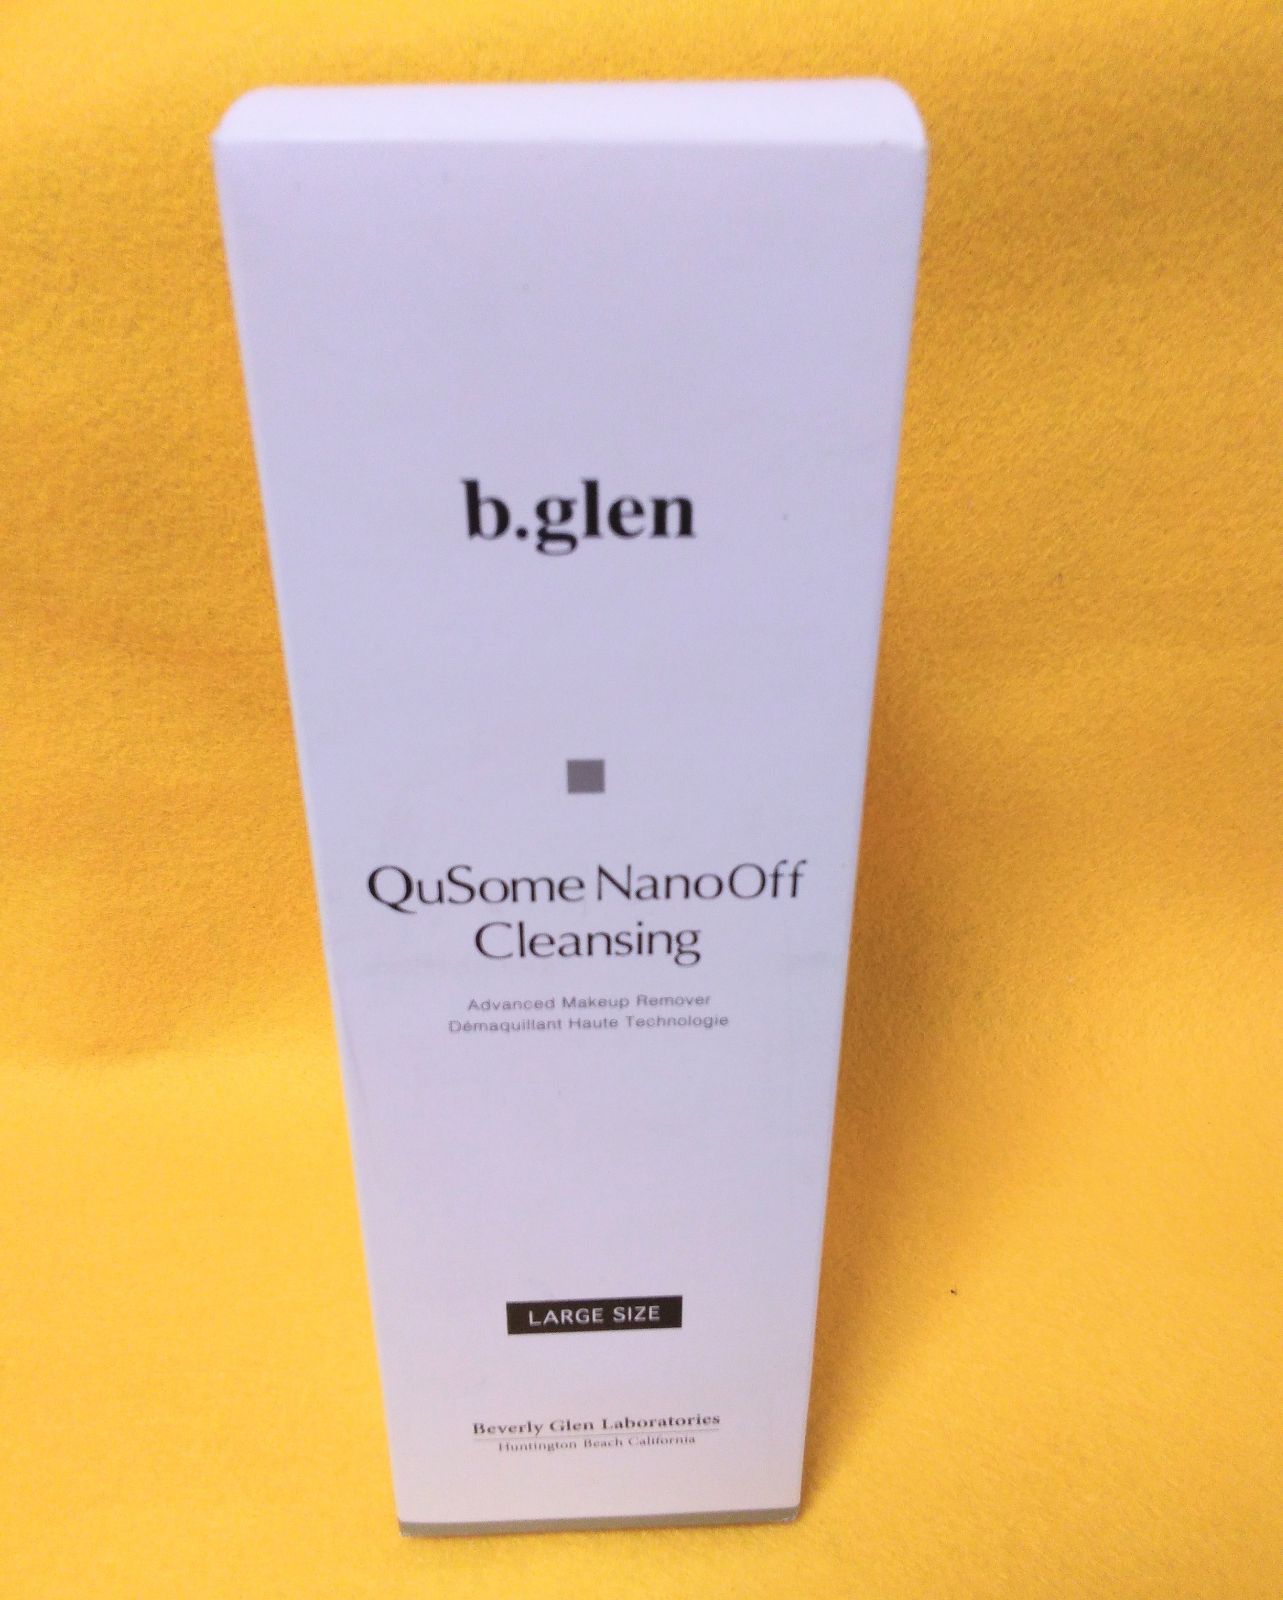 b.glen
QuSome NanoOff
Cleansing
Advanced Makeup Remover
Démaquillant Haute Technologie
LARGE SIZE
Beverly Glen Laboratories
Huntington Beach California